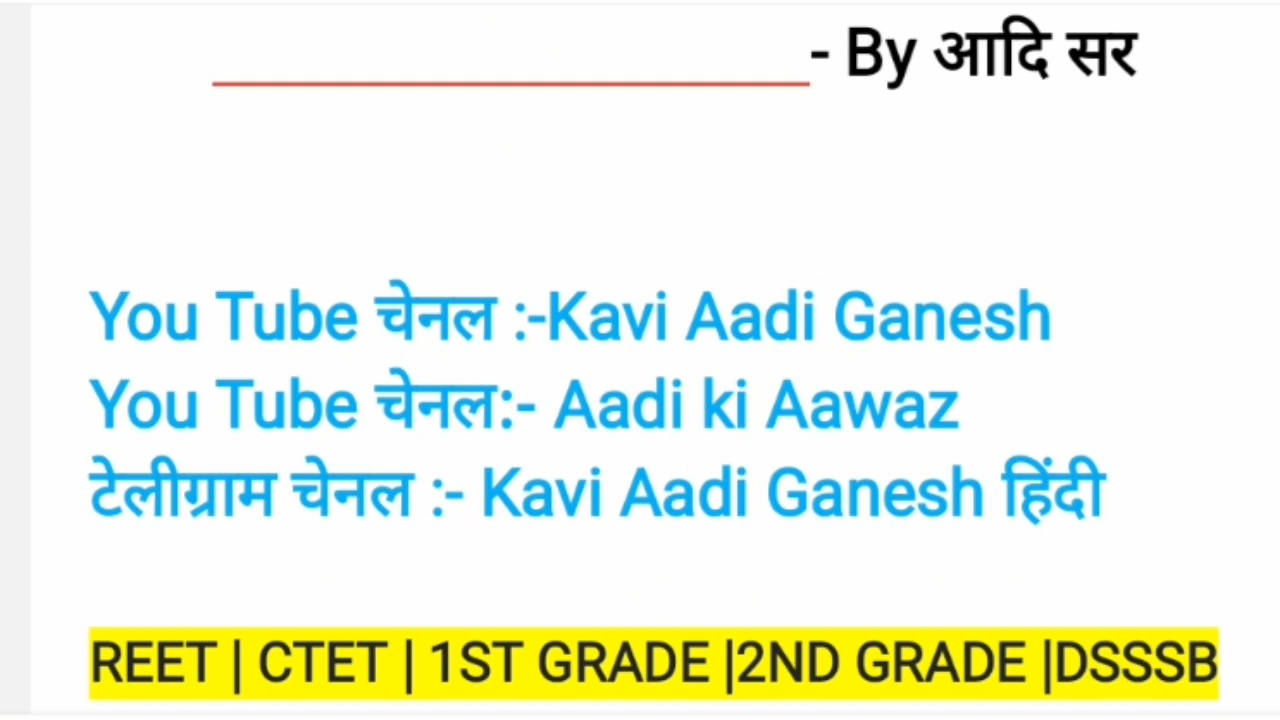 - By आदि सर
You Tube चेनल :-Kavi Aadi Ganesh
You Tube चेनल:- Aadi ki Aawaz
टेलीग्राम चेनल :- Kavi Aadi Ganesh हिंदी
REET | CTET | 1ST GRADE |2ND GRADE |DSSSB